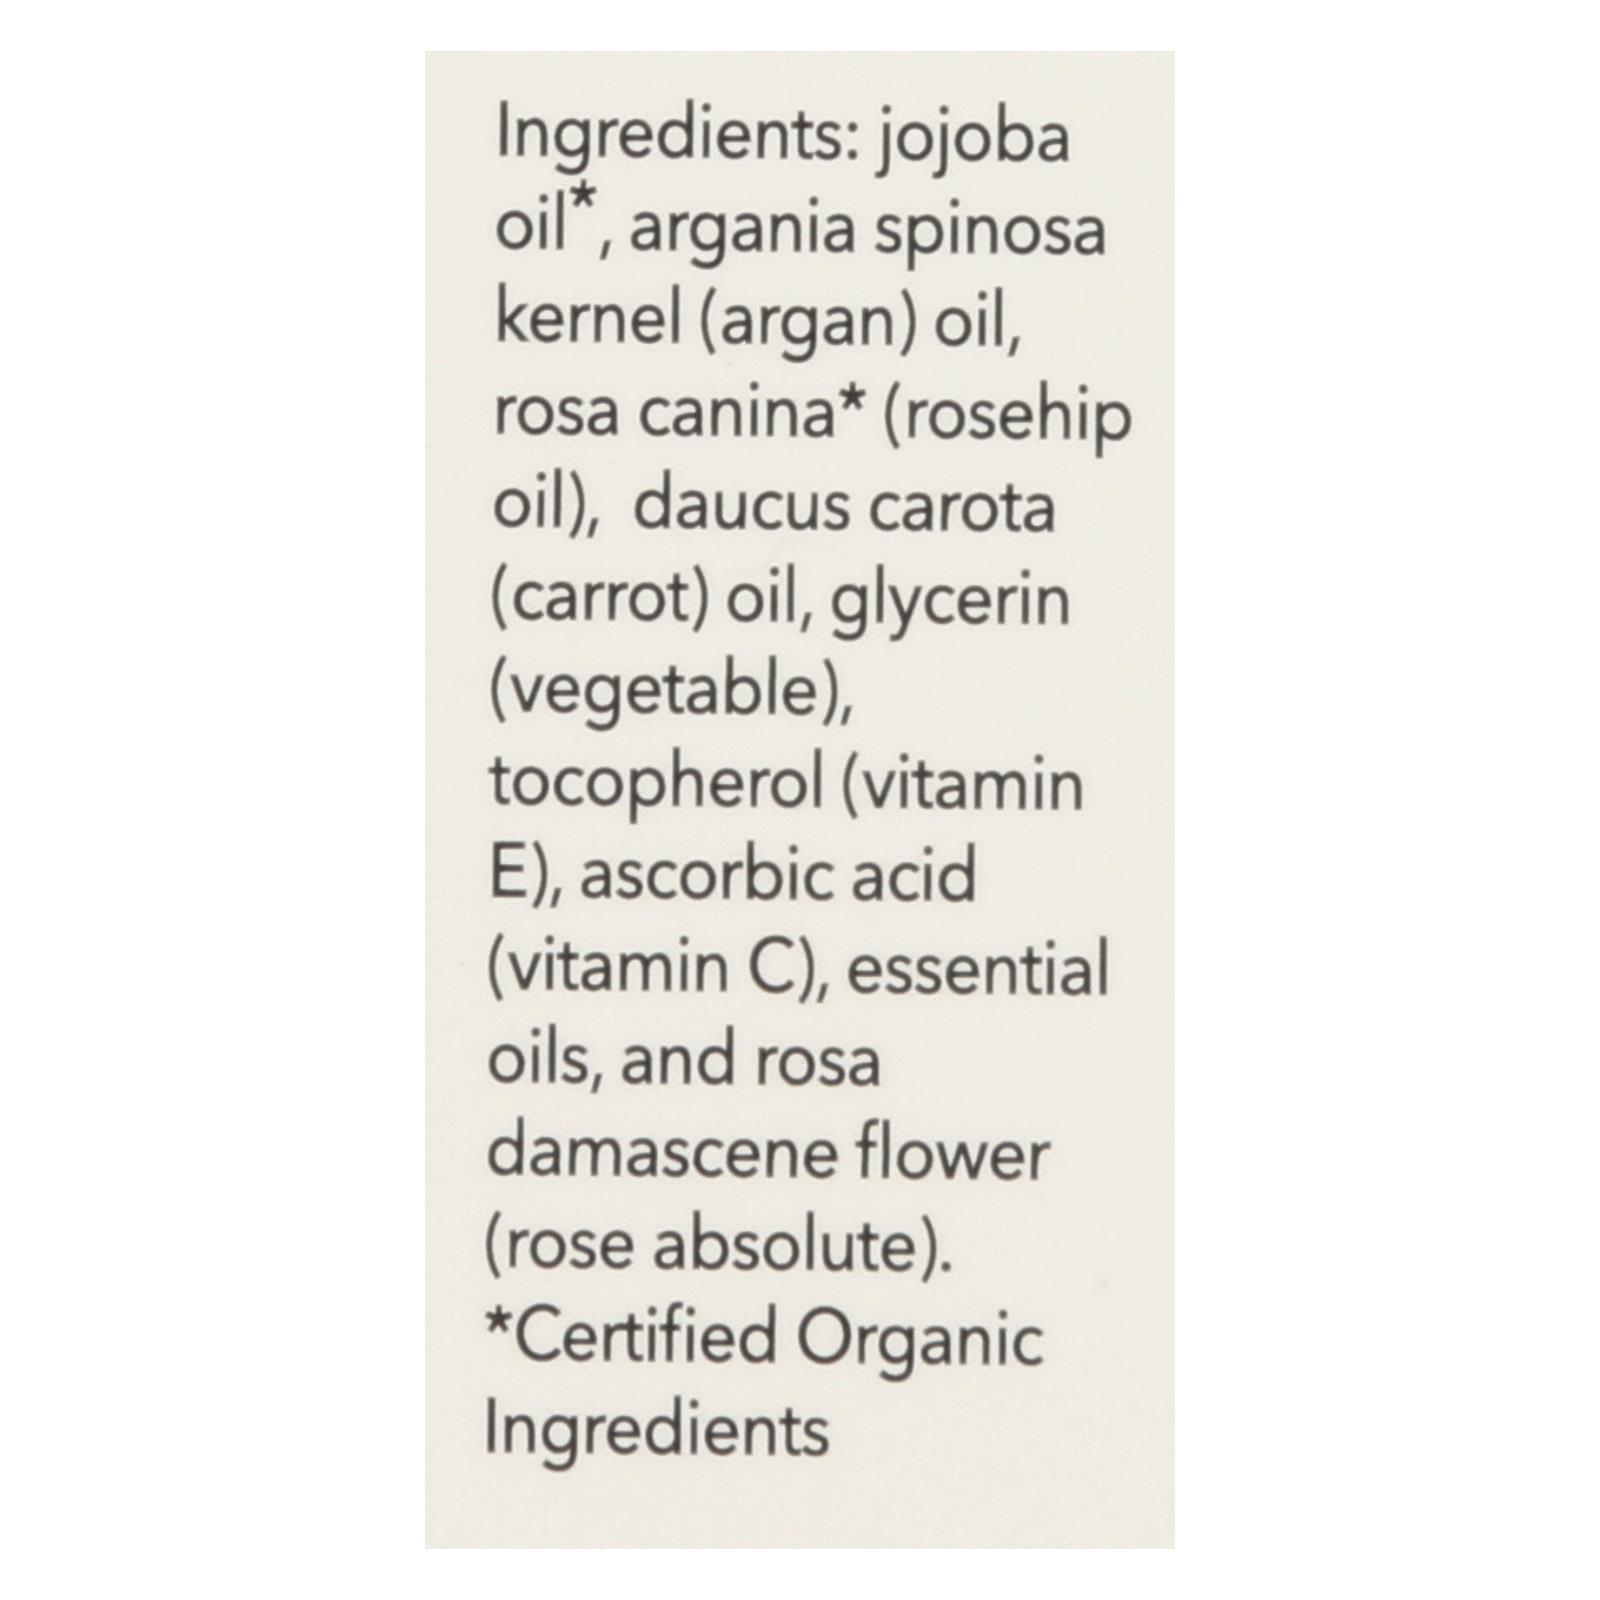 Ingredients: jojoba
oil*, argania spinosa
kernel (argan) oil,
rosa canina* (rosehip
oil), daucus carota
(carrot) oil, glycerin
(vegetable),
tocopherol (vitamin
E), ascorbic acid
(vitamin C), essential
oils, and rosa
damascene flower
(rose absolute).
*Certified Organic
Ingredients